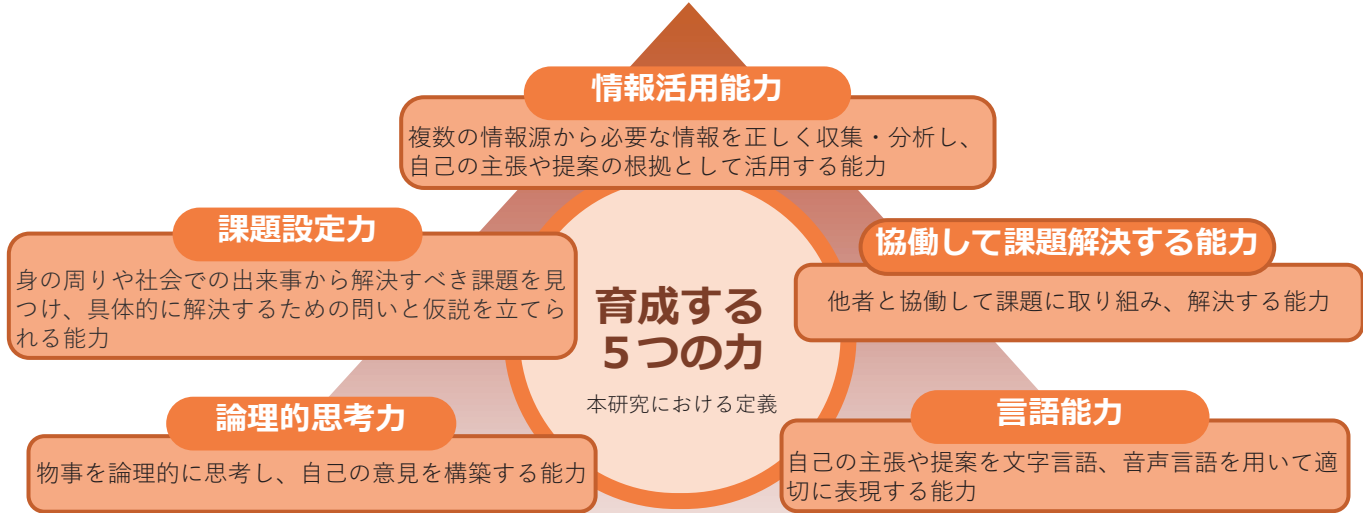 情報活用能力
複数の情報源から必要な情報を正しく収集・分析し、
自己の主張や提案の根拠として活用する能力
課題設定力
身の周りや社会での出来事から解決すべき課題を見
つけ、具体的に解決するための問いと仮説を立てら
れる能力
協働して課題解決する能力
他者と協働して課題に取り組み、解決する能力
育成する
５つの力
本研究における定義
論理的思考力
物事を論理的に思考し、自己の意見を構築する能力
言語能力
自己の主張や提案を文字言語、音声言語を用いて適
切に表現する能力